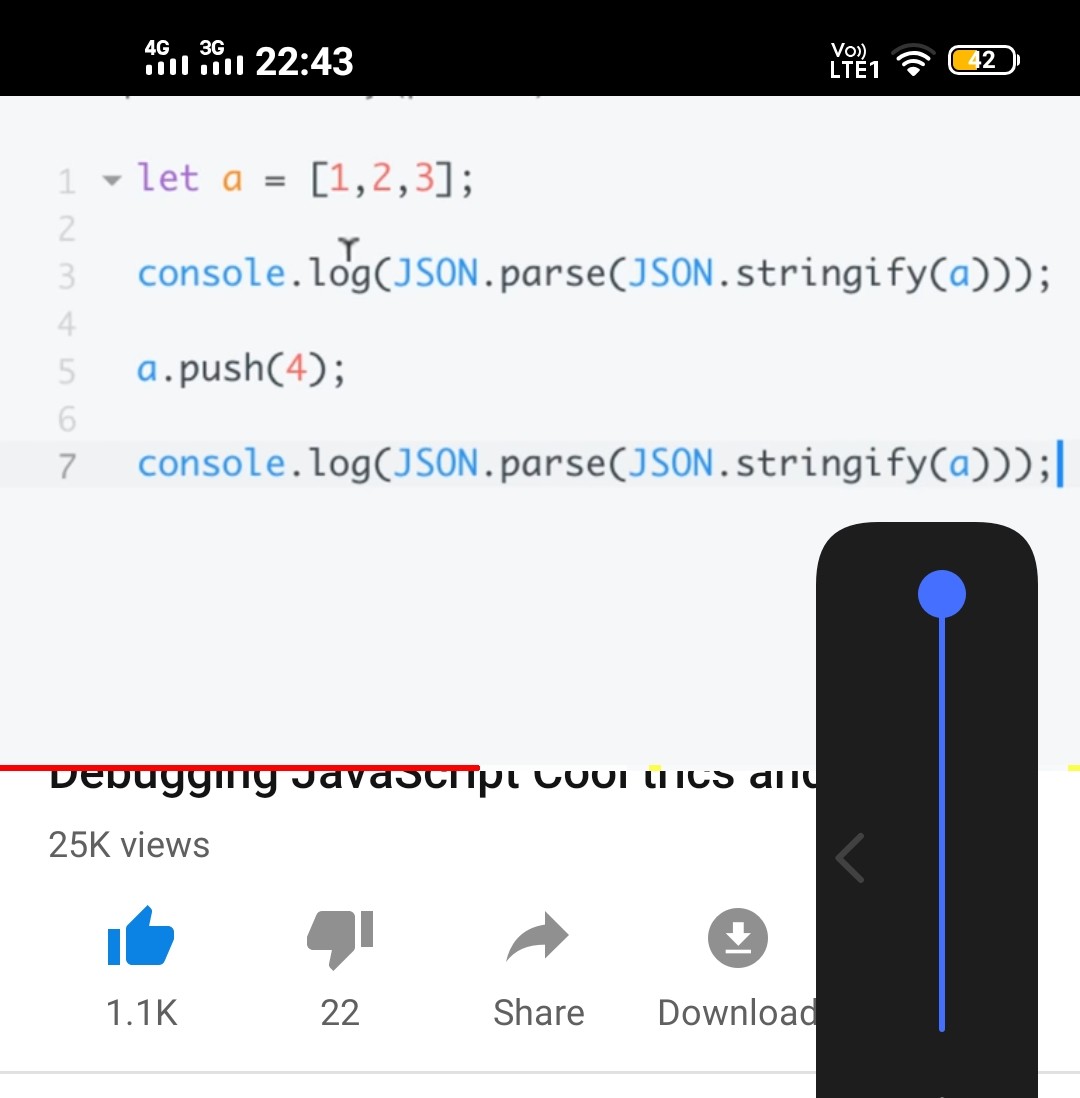 4G 3G 22:43 Vo)) LTE1 42
1 let a = [1,2,3];
2
3 console.log(JSON.parse(JSON.stringify(a)));
4
5 a.push(4);
6
7 console.log(JSON.parse(JSON.stringify(a)));
Debugging JavaScript Cool trics and
25K views
1.1K 22 Share Download